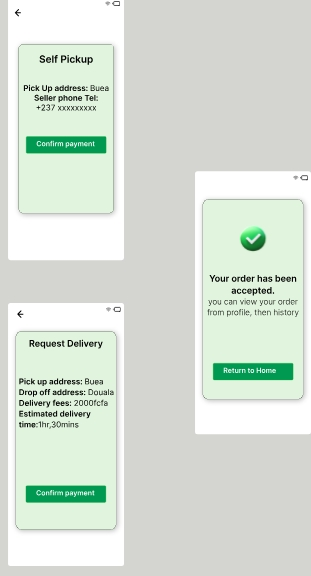 Self Pickup
Pick Up address: Buea
Seller phone Tel:
+237 xxxxxxxxx
Confirm payment
Your order has been
accepted.
you can view your order
from profile, then history
Return to Home
Request Delivery
Pick up address: Buea
Drop off address: Douala
Delivery fees: 2000fcfa
Estimated delivery
time:1hr,30mins
Confirm payment